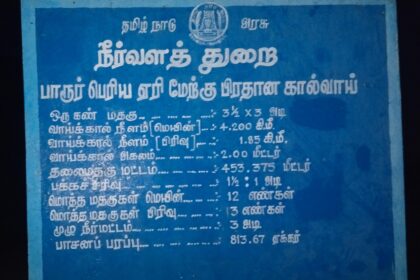 தமிழ் நாடு அரசு
நீர்வளத் துறை
பாரூர் பெரிய ஏரி மேற்கு பிரதான கால்வாய்
ஒரு கண் மதகு : 3½ x 3 அடி
வாய்க்கால் நீளம் [மெயின்] : 4.200 கி.மீ.
வாய்க்கால் நீளம் [பிரிவு] : 1.25 கி.மீ.
வாய்க்கால் அகலம் : 2.00 மீட்டர்
தலைமதகு மட்டம் : 453.375 மீட்டர்
பக்கச்சரிவு : 1½ : 1 அடி
மொத்த மதகுகள் மெயின் : 12 எண்கள்
மொத்த மதகுகள் பிரிவு : 13 எண்கள்
முழு நீர்மட்டம் : 3 அடி
பாசனப் பரப்பு : 813.67 ஏக்கர்